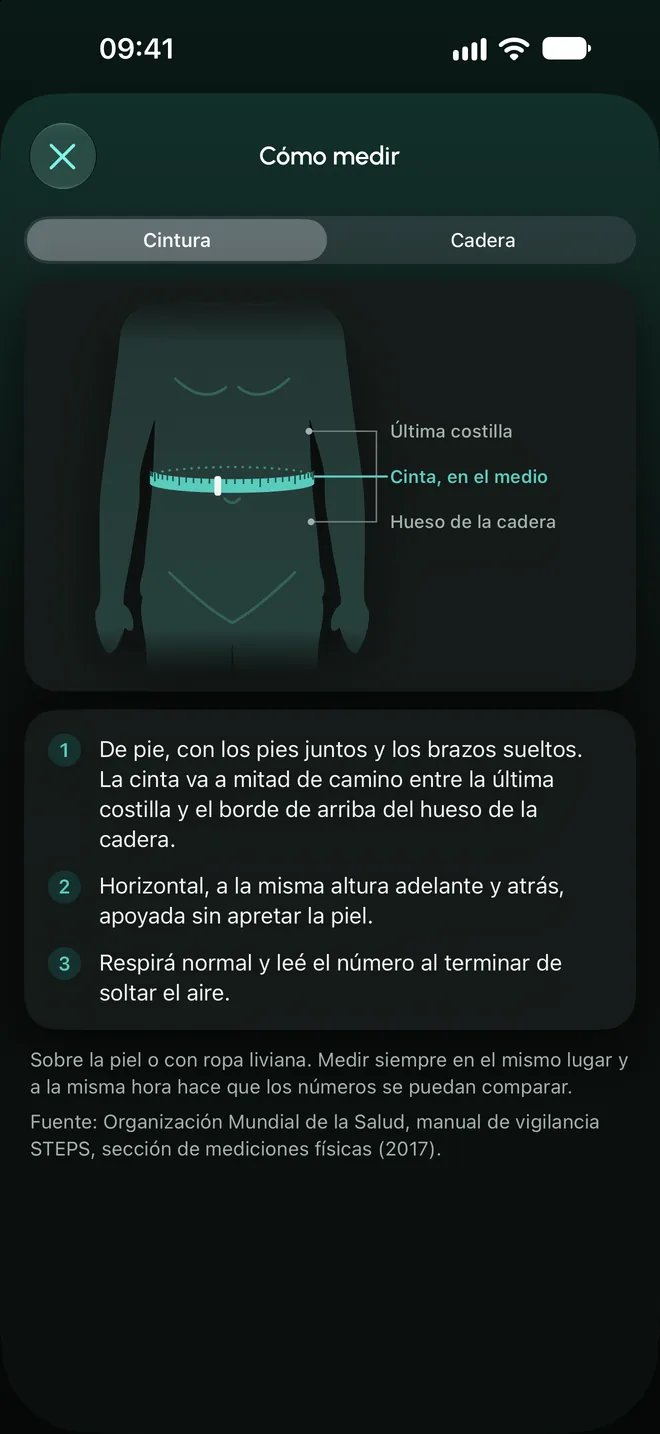 09:41
Cómo medir
Cintura
Cadera
Última costilla
Cinta, en el medio
Hueso de la cadera
1
De pie, con los pies juntos y los brazos sueltos.
La cinta va a mitad de camino entre la última
costilla y el borde de arriba del hueso de la
cadera.
2
Horizontal, a la misma altura adelante y atrás,
apoyada sin apretar la piel.
3
Respirá normal y leé el número al terminar de
soltar el aire.
Sobre la piel o con ropa liviana. Medir siempre en el mismo lugar y
a la misma hora hace que los números se puedan comparar.
Fuente: Organización Mundial de la Salud, manual de vigilancia
STEPS, sección de mediciones físicas (2017).